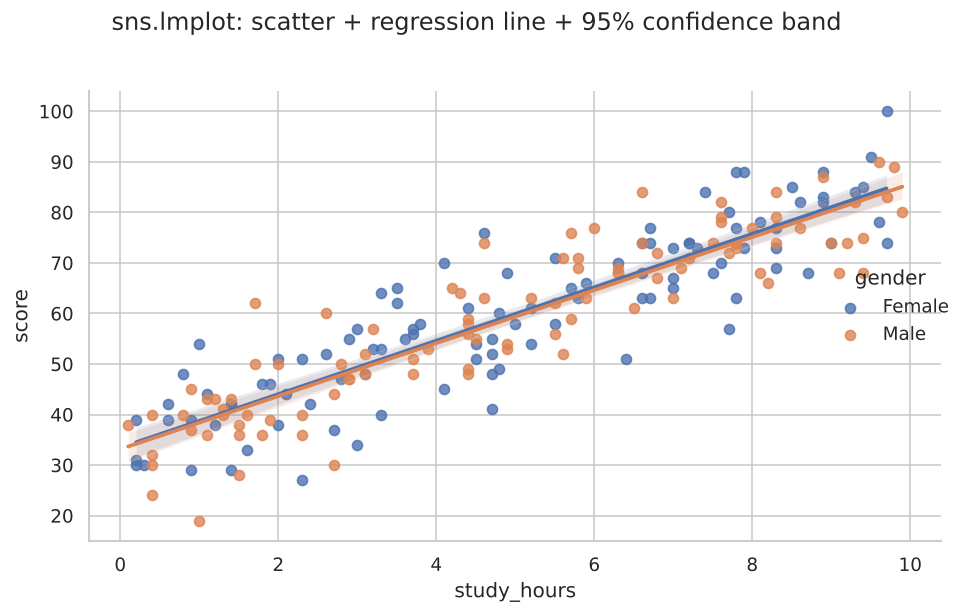 sns.lmplot: scatter + regression line + 95% confidence band
score
100
90
80
70
60
50
40
30
20
gender
Female
Male
0
2
4
6
8
10
study_hours